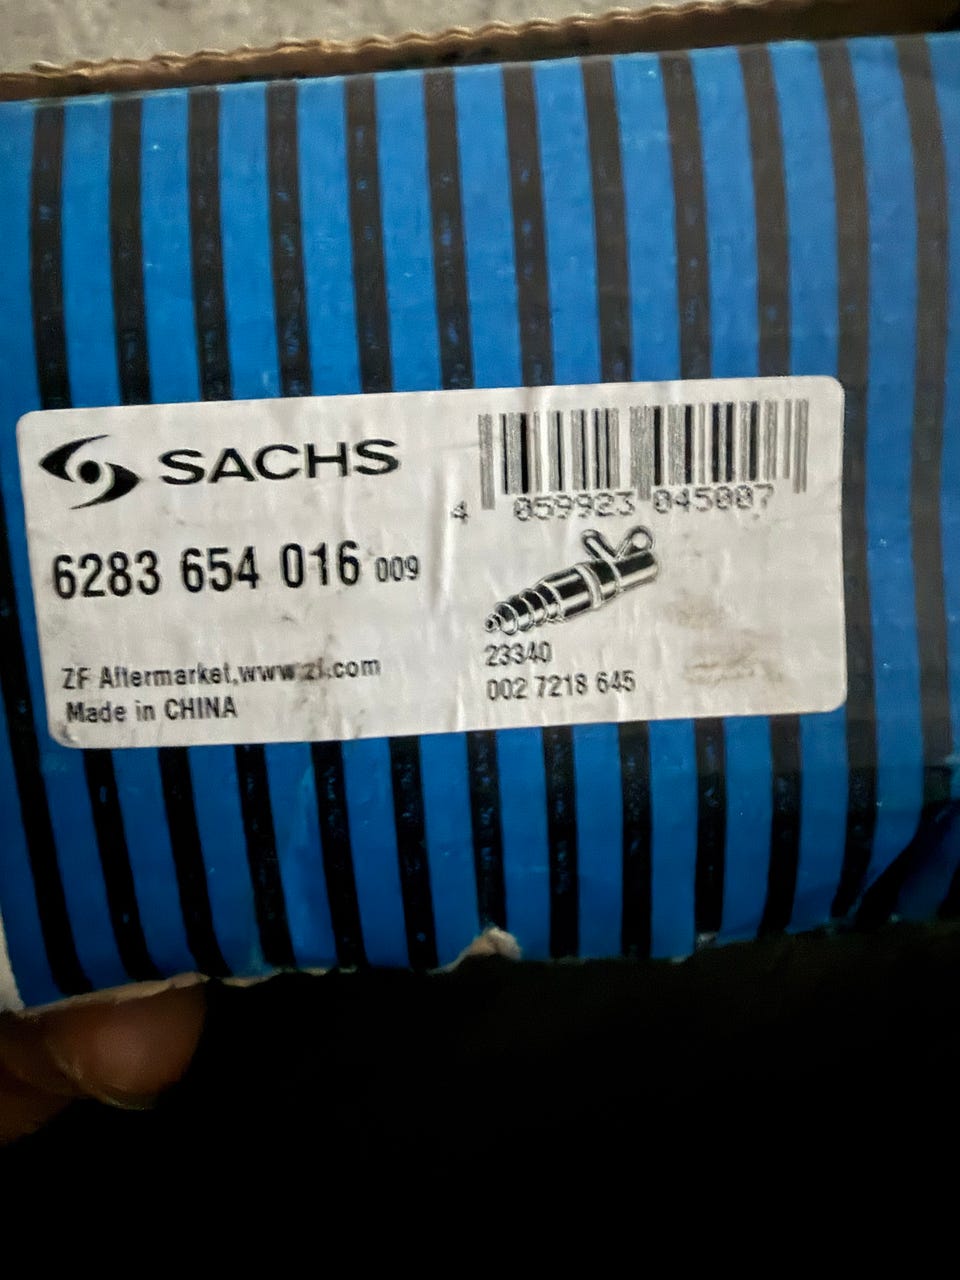 SACHS
4 059923 045007
6283 654 016 009
23340
002 7218 645
ZF Aftermarket,www.zf.com
Made in CHINA